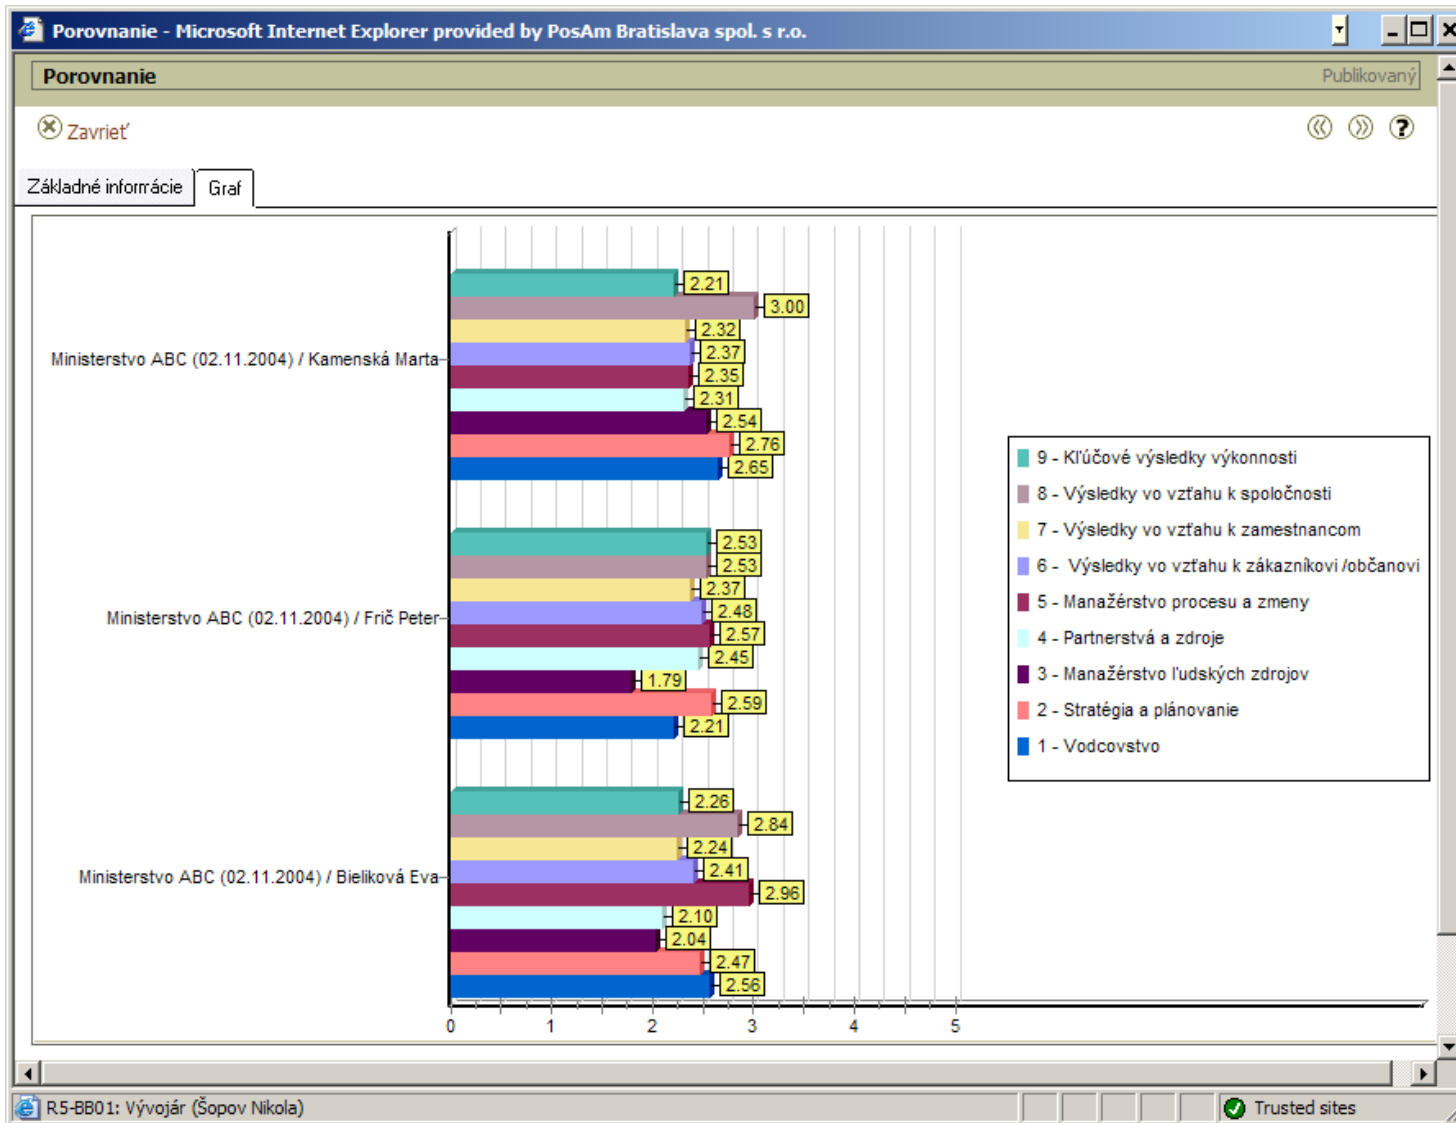 Porovnanie - Microsoft Internet Explorer provided by PosAm Bratislava spol. s r.o.
Porovnanie
Publikovaný
Zavrieť
Základné informácie
Graf
Ministerstvo ABC (02.11.2004) / Kamenská Marta
2.21
3.00
2.32
2.37
2.35
2.31
2.54
2.76
2.65
Ministerstvo ABC (02.11.2004) / Frič Peter
2.53
2.53
2.37
2.48
2.57
2.45
1.79
2.59
2.21
Ministerstvo ABC (02.11.2004) / Bieliková Eva
2.26
2.84
2.24
2.41
2.96
2.10
2.04
2.47
2.56
0 1 2 3 4 5
9 - Kľúčové výsledky výkonnosti
8 - Výsledky vo vzťahu k spoločnosti
7 - Výsledky vo vzťahu k zamestnancom
6 - Výsledky vo vzťahu k zákazníkovi /občanovi
5 - Manažérstvo procesu a zmeny
4 - Partnerstvá a zdroje
3 - Manažérstvo ľudských zdrojov
2 - Stratégia a plánovanie
1 - Vodcovstvo
R5-BB01: Vývojár (Šopov Nikola)
Trusted sites